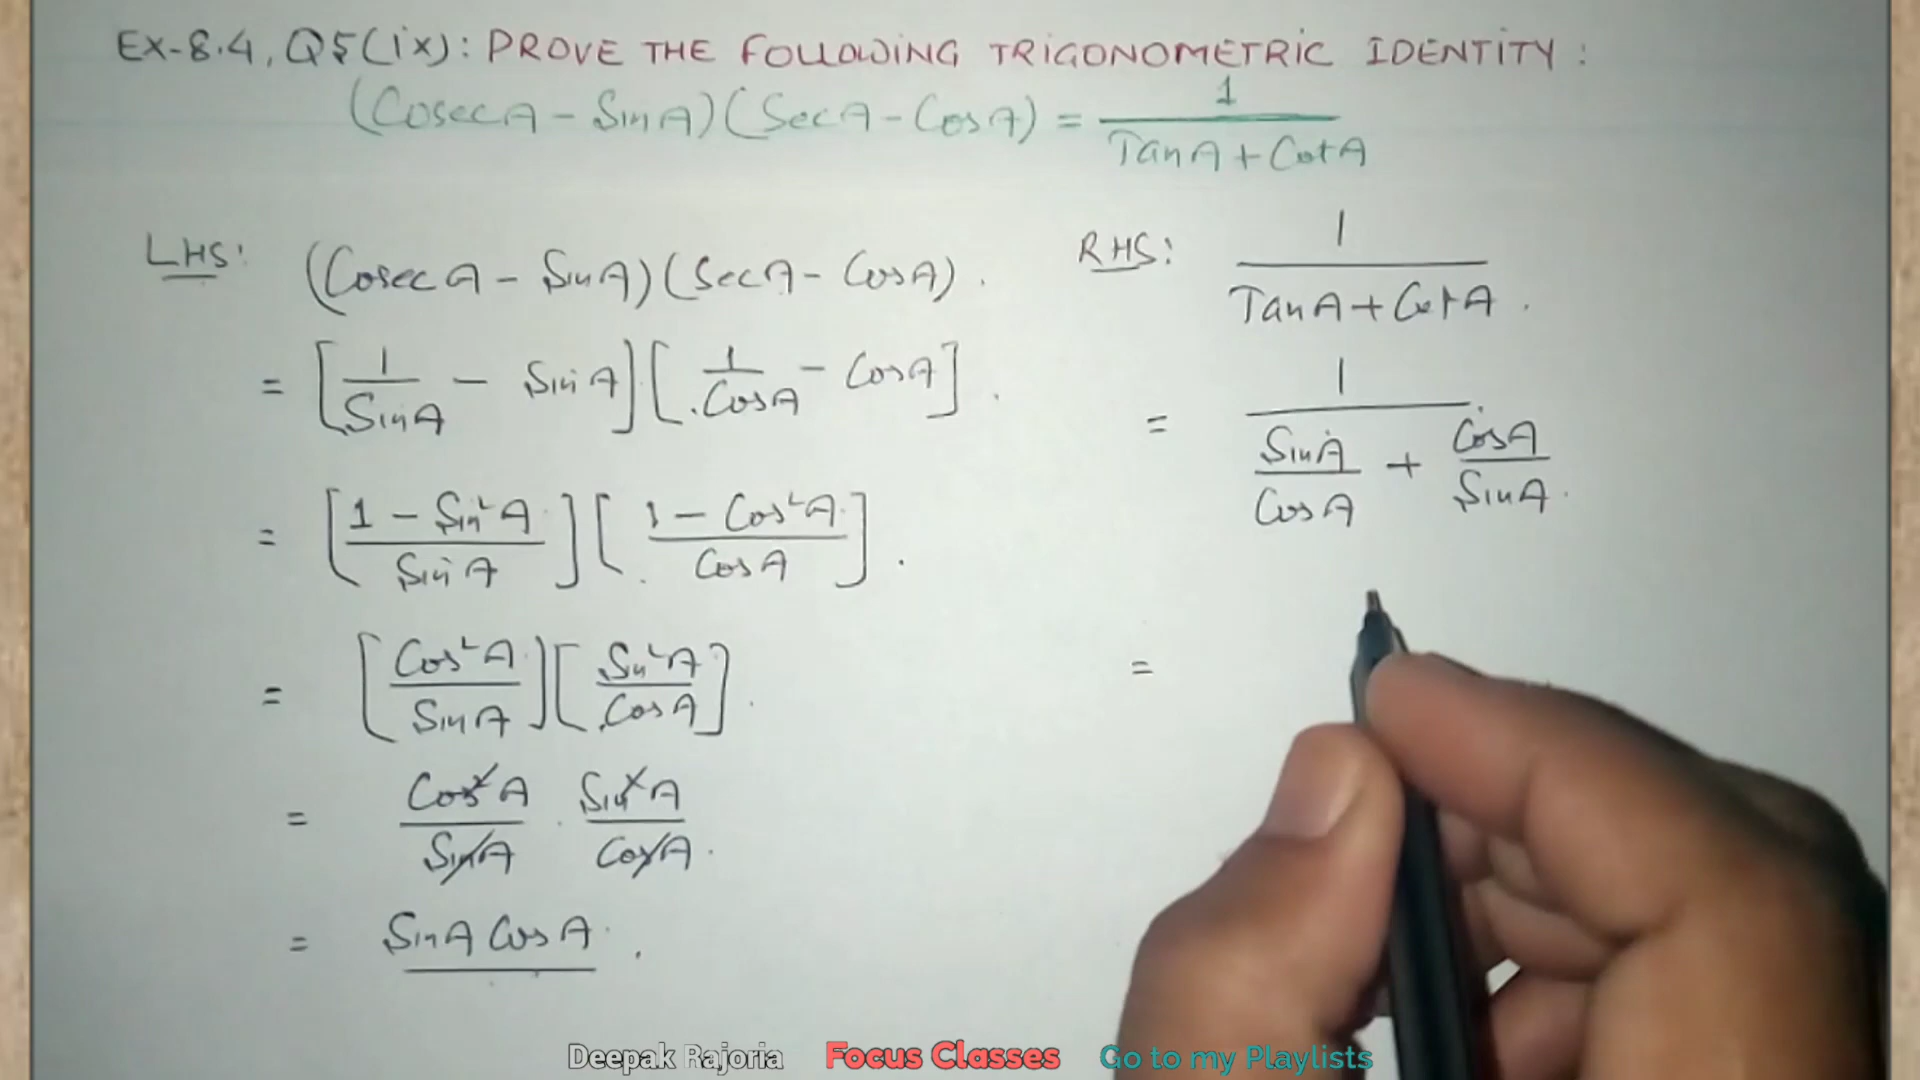 EX-8.4, Q5(ix): PROVE THE FOLLOWING TRIGONOMETRIC IDENTITY:
(CosecA - SinA)(SecA - CosA) = 1/(TanA + CotA)
LHS: (CosecA - SinA)(SecA - CosA).
= [1/SinA - SinA][1/CosA - CosA].
= [(1 - Sin²A)/SinA][(1 - Cos²A)/CosA].
= [Cos²A/SinA][Sin²A/CosA].
= Cos²A/SinA . Sin²A/CosA.
= SinA CosA.
RHS: 1/(TanA + CotA).
= 1/(SinA/CosA + CosA/SinA).
=
Deepak Rajoria Focus Classes Go to my Playlists